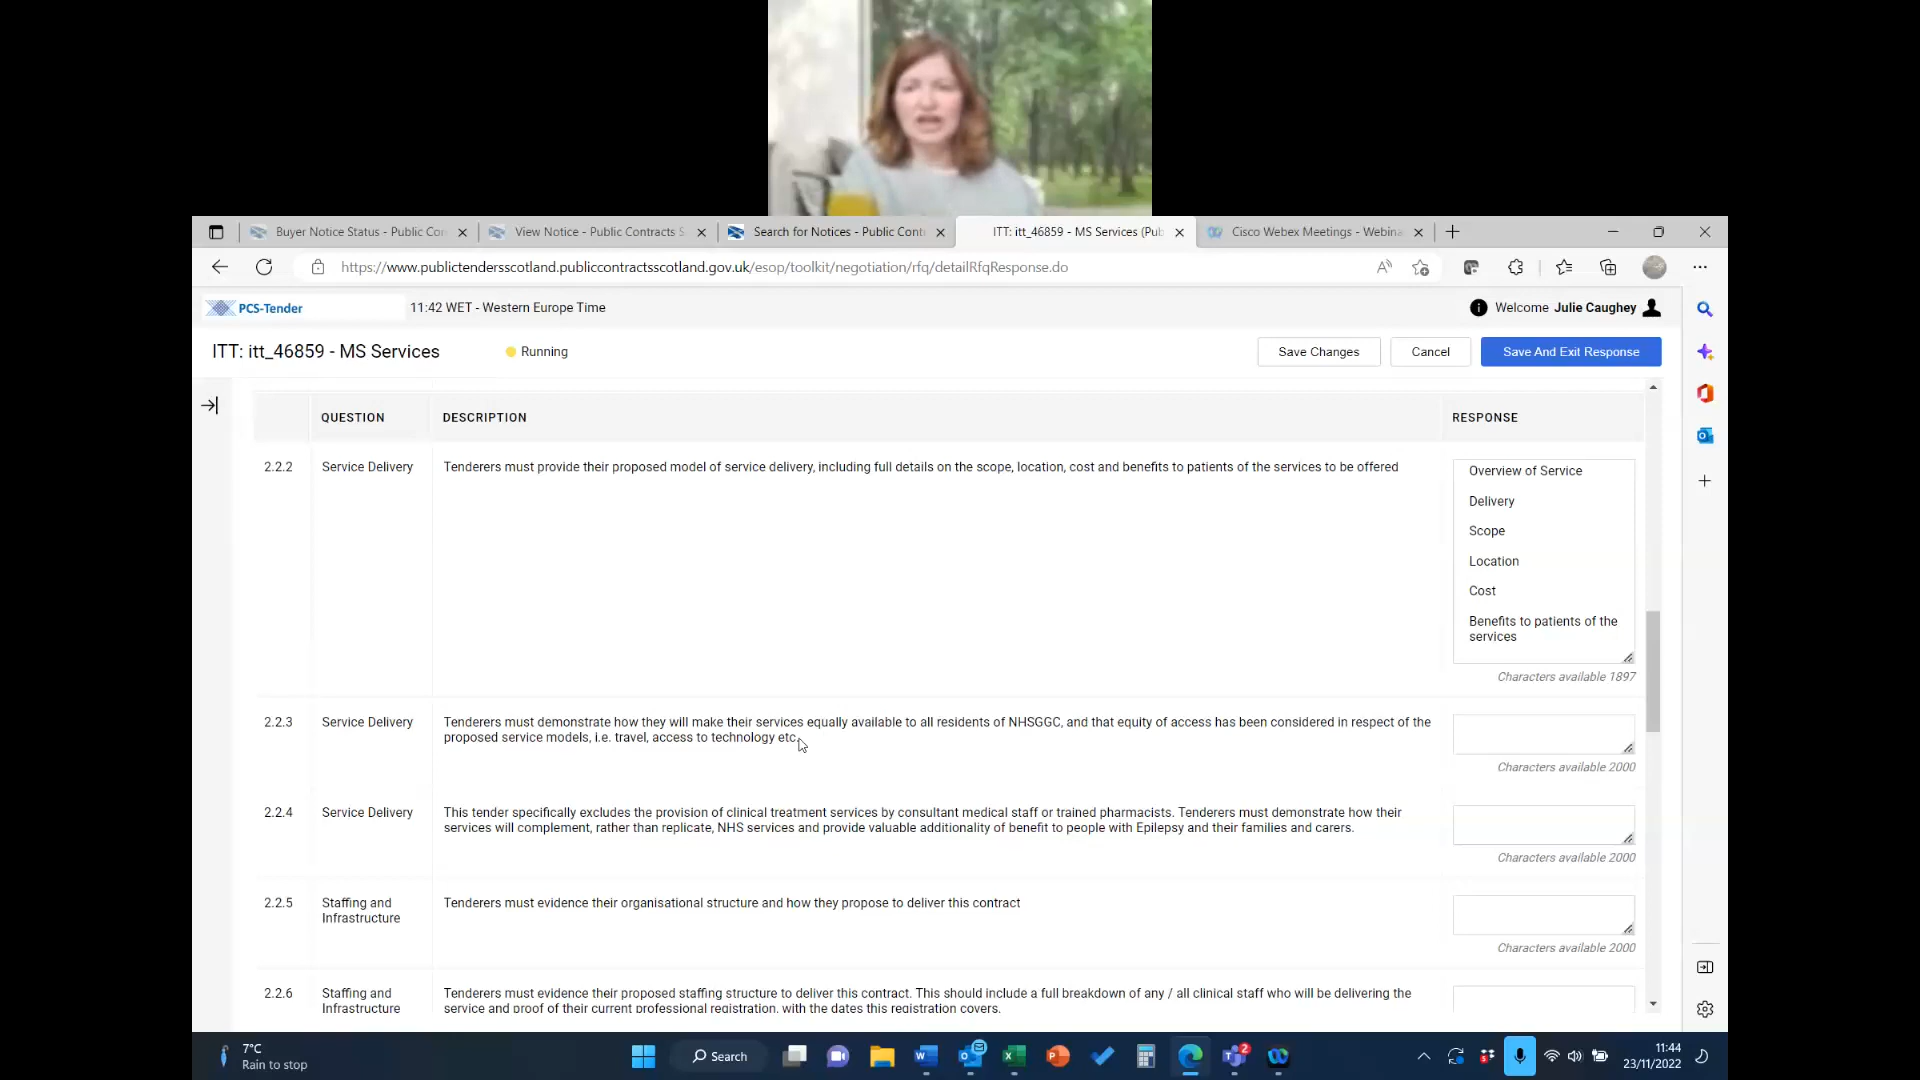 Buyer Notice Status - Public Con
View Notice - Public Contracts S
Search for Notices - Public Contr
ITT: itt_46859 - MS Services (Pub
Cisco Webex Meetings - Webina
https://www.publictendersscotland.publiccontractsscotland.gov.uk/esop/toolkit/negotiation/rfq/detailRfqResponse.do
PCS-Tender
11:42 WET - Western Europe Time
Welcome Julie Caughey
ITT: itt_46859 - MS Services
Running
Save Changes
Cancel
Save And Exit Response
QUESTION
DESCRIPTION
RESPONSE
2.2.2
Service Delivery
Tenderers must provide their proposed model of service delivery, including full details on the scope, location, cost and benefits to patients of the services to be offered
Overview of Service
Delivery
Scope
Location
Cost
Benefits to patients of the
services
Characters available 1897
2.2.3
Service Delivery
Tenderers must demonstrate how they will make their services equally available to all residents of NHSGGC, and that equity of access has been considered in respect of the
proposed service models, i.e. travel, access to technology etc.
Characters available 2000
2.2.4
Service Delivery
This tender specifically excludes the provision of clinical treatment services by consultant medical staff or trained pharmacists. Tenderers must demonstrate how their
services will complement, rather than replicate, NHS services and provide valuable additionality of benefit to people with Epilepsy and their families and carers.
Characters available 2000
2.2.5
Staffing and
Infrastructure
Tenderers must evidence their organisational structure and how they propose to deliver this contract
Characters available 2000
2.2.6
Staffing and
Infrastructure
Tenderers must evidence their proposed staffing structure to deliver this contract. This should include a full breakdown of any / all clinical staff who will be delivering the
service and proof of their current professional registration, with the dates this registration covers.
7°C
Rain to stop
Search
2
11:44
23/11/2022